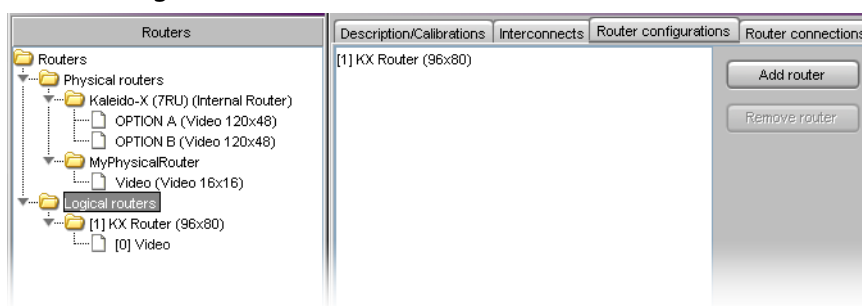 Routers
Routers
Physical routers
Kaleido-X (7RU) (Internal Router)
OPTION A (Video 120x48)
OPTION B (Video 120x48)
MyPhysicalRouter
Video (Video 16x16)
Logical routers
[1] KX Router (96x80)
[0] Video
Description/Calibrations Interconnects Router configurations Router connections
[1] KX Router (96x80)
Add router
Remove router